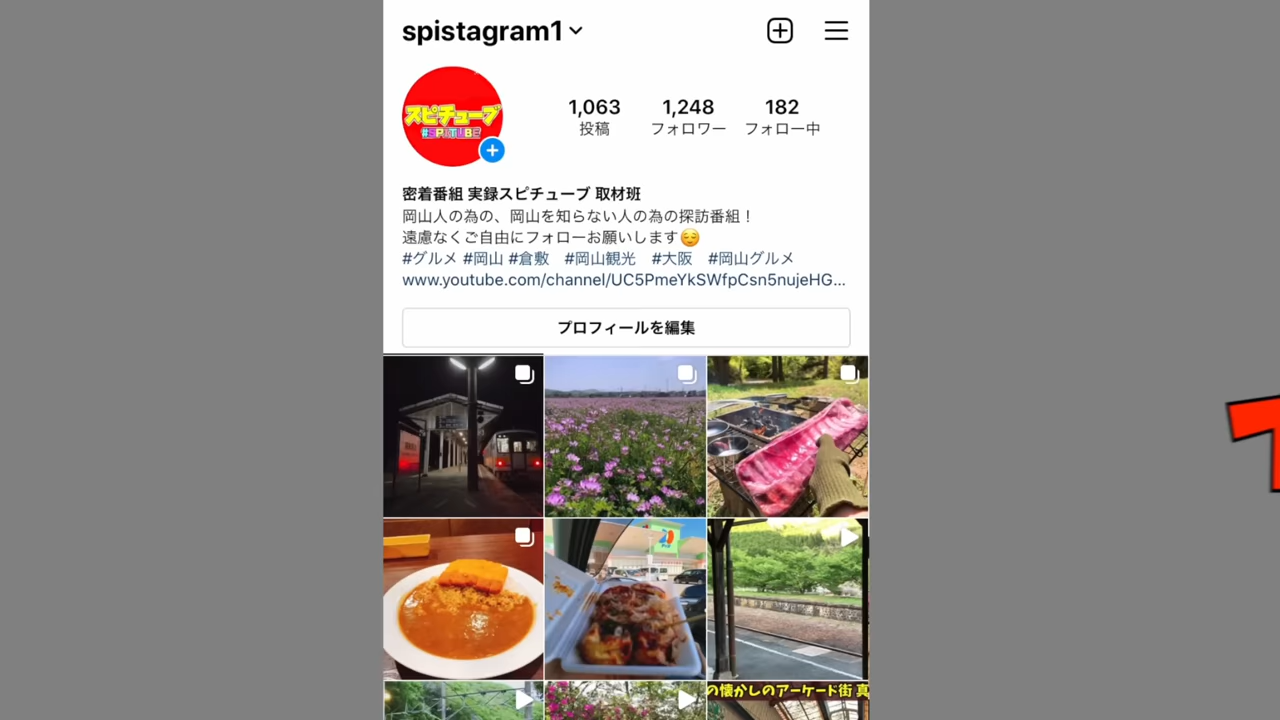 spistagram1
スピチューブ
#SPITUBE
1,063
投稿
1,248
フォロワー
182
フォロー中
密着番組 実録スピチューブ 取材班
岡山人の為の、岡山を知らない人の為の探訪番組！
遠慮なくご自由にフォローお願いします😌
#グルメ #岡山 #倉敷　#岡山観光　#大阪　#岡山グルメ
www.youtube.com/channel/UC5PmeYkSWfpCsn5nujeHG...
プロフィールを編集
の懐かしのアーケード街 真